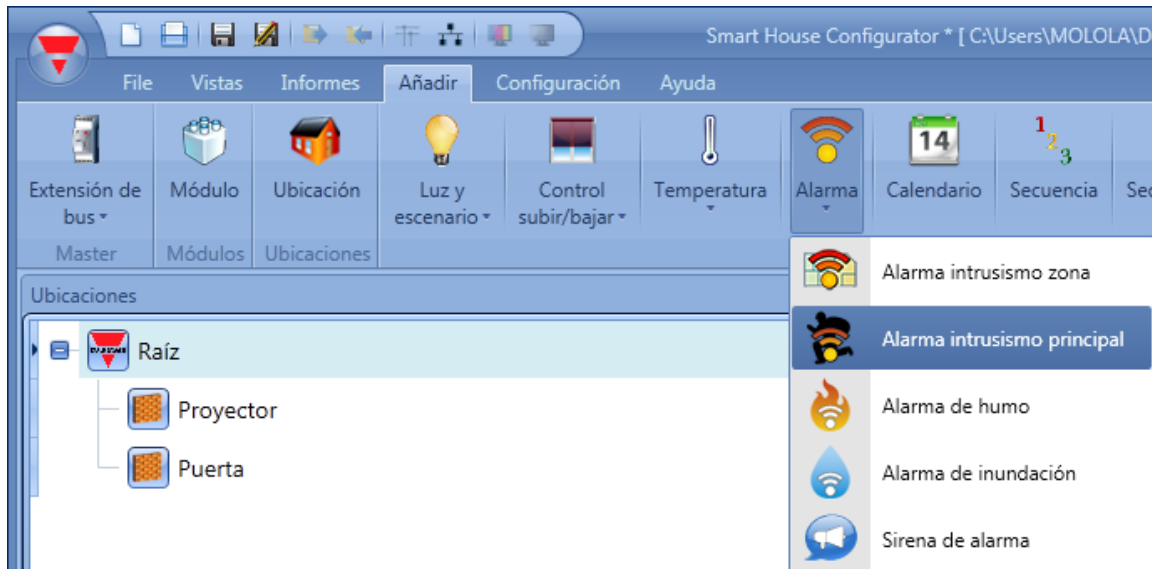 Smart House Configurator * [ C:\Users\MOLOLA\D
File Vistas Informes Añadir Configuración Ayuda
Extensión de bus
Módulo
Ubicación
Luz y escenario
Control subir/bajar
Temperatura
Alarma
14
Calendario
1 2 3
Secuencia
Sec
Master
Módulos
Ubicaciones
Alarma intrusismo zona
Alarma intrusismo principal
Alarma de humo
Alarma de inundación
Sirena de alarma
Ubicaciones
Raíz
Proyector
Puerta